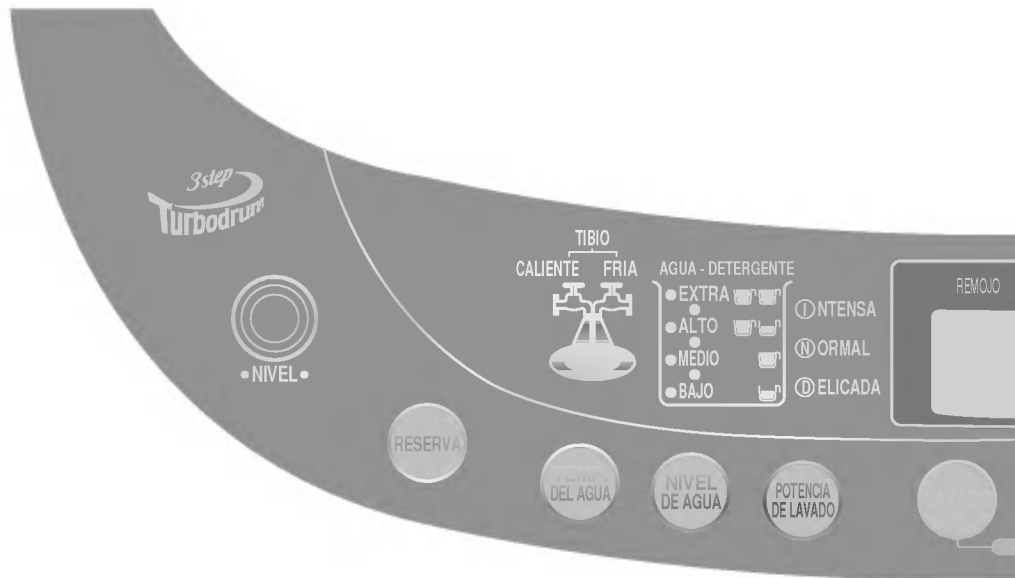 3step
Turbodrum
• NIVEL •
TIBIO
CALIENTE FRIA
AGUA - DETERGENTE
EXTRA
ALTO
MEDIO
BAJO
INTENSA
NORMAL
DELICADA
REMOJO
RESERVA
TEMP.
DEL AGUA
NIVEL
DE AGUA
POTENCIA
DE LAVADO
LAVADO